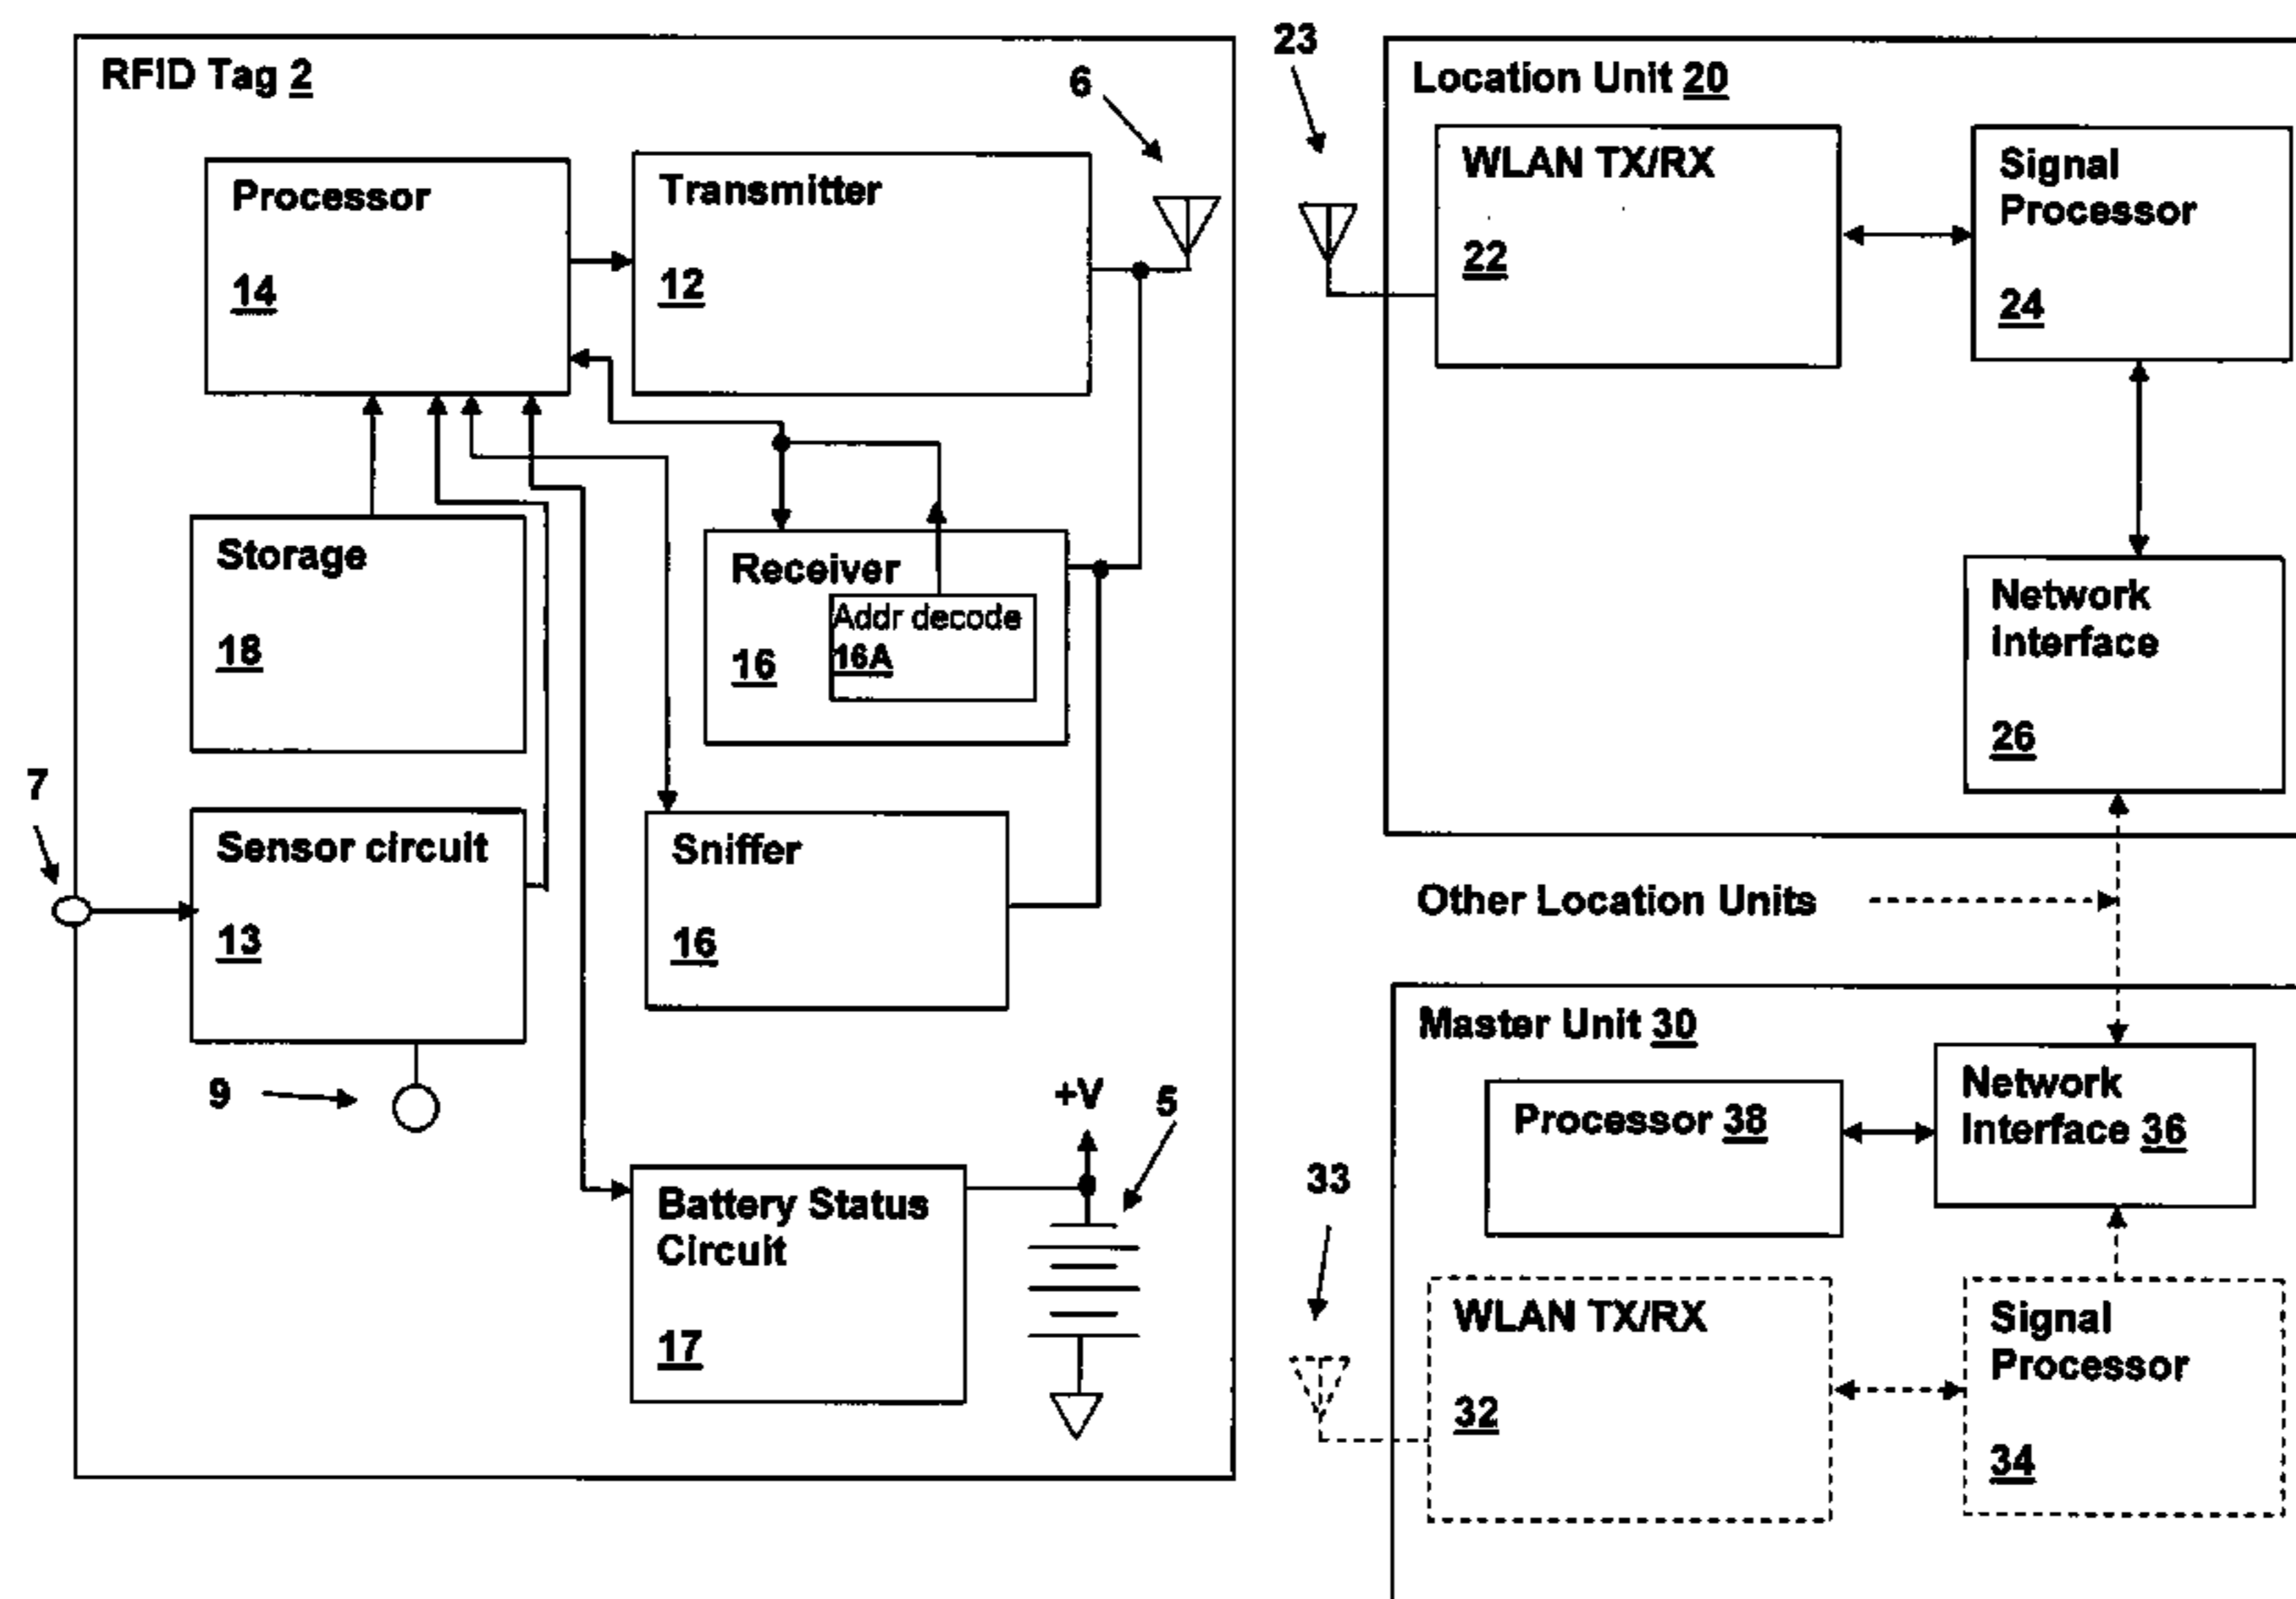 RFID Tag 2
6
Processor
14
Transmitter
12
Storage
18
Receiver
16
Addr decode
16A
7
Sensor circuit
13
Sniffer
16
9
+V
5
Battery Status
Circuit
17
23
Location Unit 20
WLAN TX/RX
22
Signal
Processor
24
Network
Interface
26
Other Location Units
Master Unit 30
Processor 38
Network
Interface 36
33
WLAN TX/RX
32
Signal
Processor
34